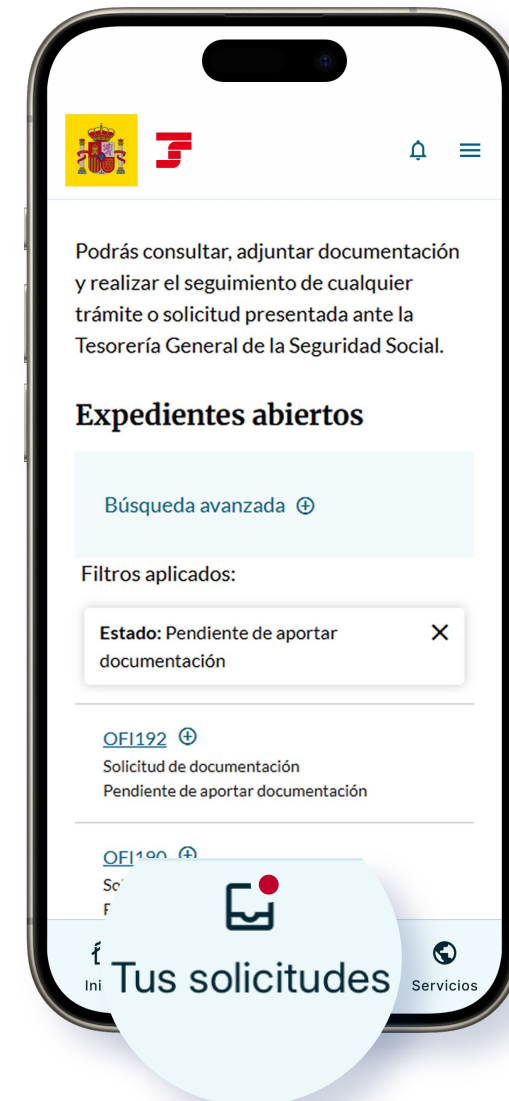 Podrás consultar, adjuntar documentación
y realizar el seguimiento de cualquier
trámite o solicitud presentada ante la
Tesorería General de la Seguridad Social.
Expedientes abiertos
Búsqueda avanzada
Filtros aplicados:
Estado: Pendiente de aportar
documentación
OFI192
Solicitud de documentación
Pendiente de aportar documentación
OFI190
Tus solicitudes
Servicios